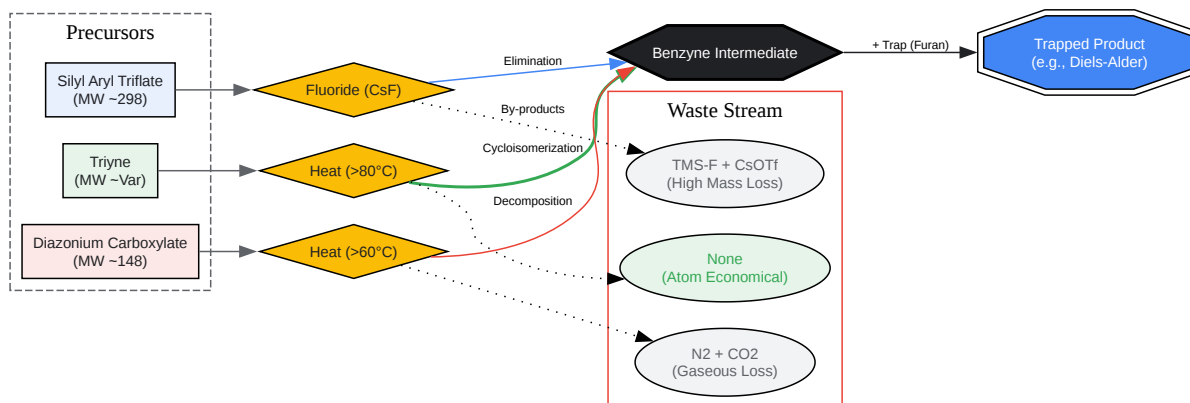 Precursors
Silyl Aryl Triflate
(MW ~298)
Triyne
(MW ~Var)
Diazonium Carboxylate
(MW ~148)
Fluoride (CsF)
Heat (>80°C)
Heat (>60°C)
Elimination
By-products
Cycloisomerization
Decomposition
Benzyne Intermediate
+ Trap (Furan)
Trapped Product
(e.g., Diels-Alder)
Waste Stream
TMS-F + CsOTf
(High Mass Loss)
None
(Atom Economical)
N2 + CO2
(Gaseous Loss)